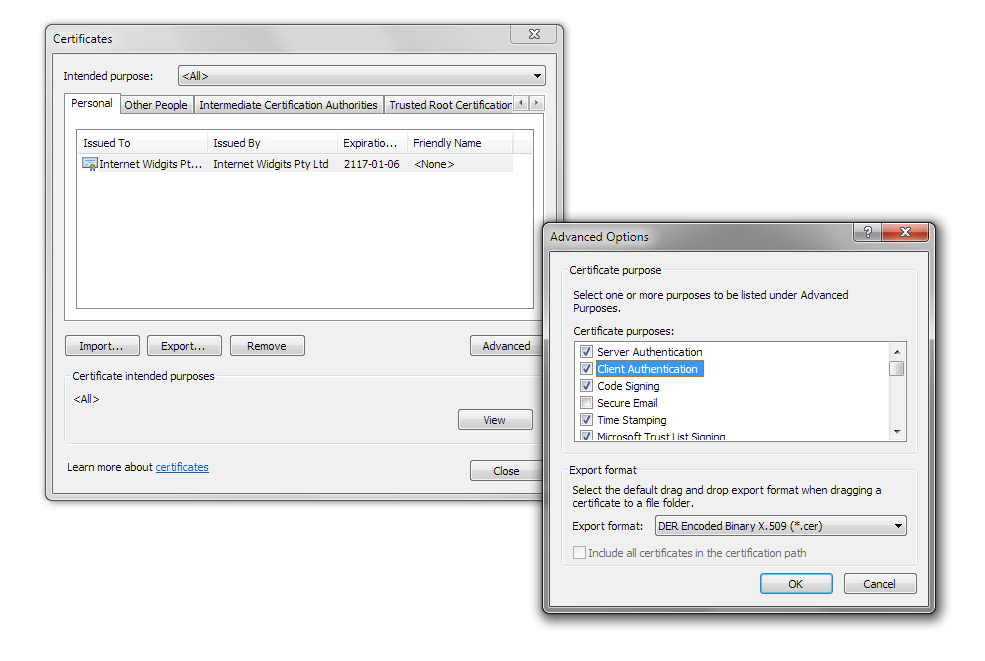 Certificates
Intended purpose: <All>
Personal Other People Intermediate Certification Authorities Trusted Root Certification
Issued To Issued By Expiratio... Friendly Name
Internet Widgits Pt... Internet Widgits Pty Ltd 2117-01-06 <None>
Import... Export... Remove Advanced
Certificate intended purposes
<All>
View
Learn more about certificates
Close
Advanced Options
?
Certificate purpose
Select one or more purposes to be listed under Advanced
Purposes.
Certificate purposes:
Server Authentication
Client Authentication
Code Signing
Secure Email
Time Stamping
Microsoft Trust List Signing
Export format
Select the default drag and drop export format when dragging a
certificate to a file folder.
Export format: DER Encoded Binary X.509 (*.cer)
Include all certificates in the certification path
OK Cancel